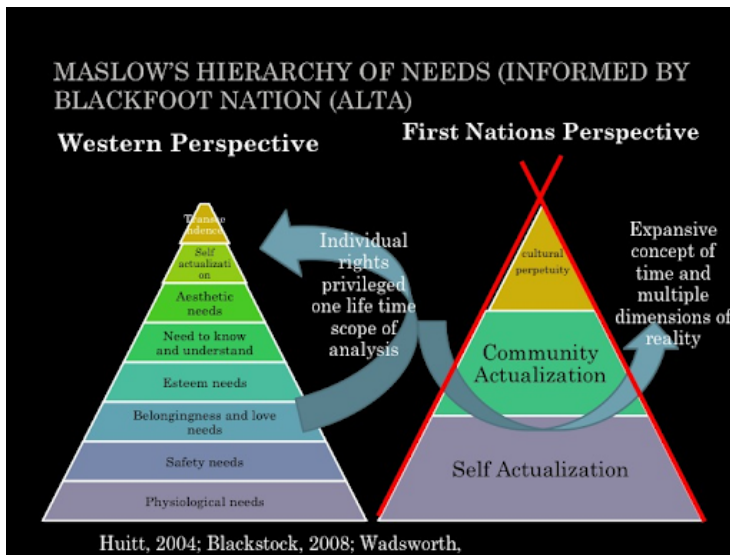 MASLOW'S HIERARCHY OF NEEDS (INFORMED BY
BLACKFOOT NATION (ALTA)
Western Perspective
First Nations Perspective
Transce
ndence
Self
actualizati
on
Aesthetic
needs
Need to know
and understand
Esteem needs
Belongingness and love
needs
Safety needs
Physiological needs
Individual
rights
privileged
one life time
scope of
analysis
cultural
perpetuity
Community
Actualization
Self Actualization
Expansive
concept of
time and
multiple
dimensions of
reality
Huitt, 2004; Blackstock, 2008; Wadsworth,